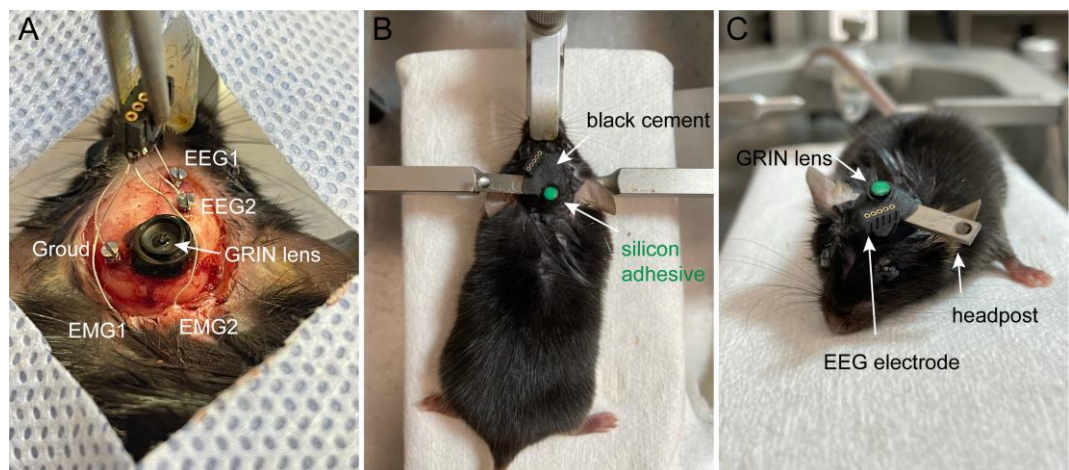 A
EEG1
EEG2
Groud
GRIN lens
EMG1
EMG2
B
black cement
silicon
adhesive
C
GRIN lens
headpost
EEG electrode